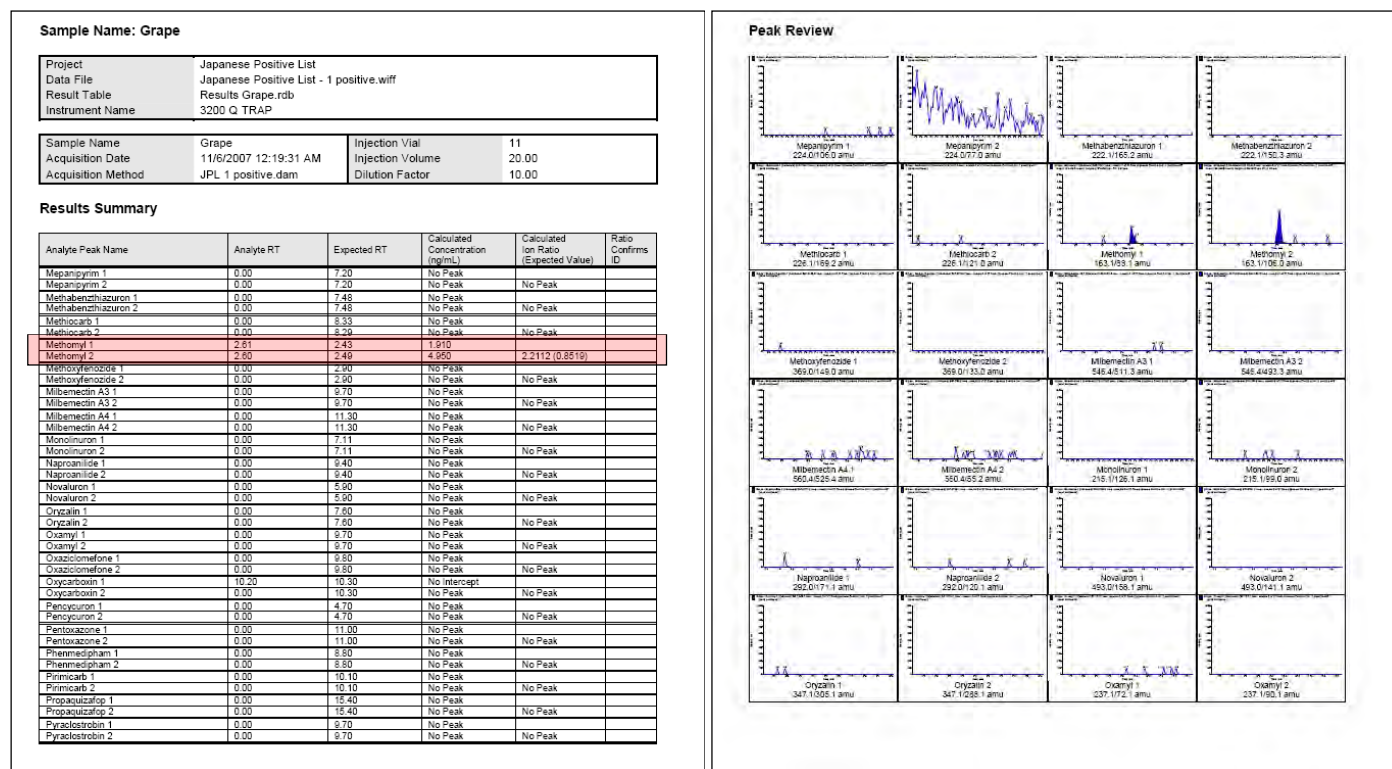 Sample Name: Grape
Project Japanese Positive List
Data File Japanese Positive List - 1 positive.wiff
Result Table Results Grape.rdb
Instrument Name 3200 Q TRAP
Sample Name Grape Injection Vial 11
Acquisition Date 11/6/2007 12:19:31 AM Injection Volume 20.00
Acquisition Method JPL 1 positive.dam Dilution Factor 10.00
Results Summary
Analyte Peak Name Analyte RT Expected RT Calculated Concentration (ng/mL) Calculated Ion Ratio (Expected Value) Ratio Confirms ID
Mepanipyrim 1 0.00 7.20 No Peak
Mepanipyrim 2 0.00 7.20 No Peak No Peak
Methabenzthiazuron 1 0.00 7.48 No Peak
Methabenzthiazuron 2 0.00 7.48 No Peak No Peak
Methiocarb 1 0.00 8.33 No Peak
Methiocarb 2 0.00 8.29 No Peak No Peak
Methomyl 1 2.61 2.43 1.910
Methomyl 2 2.60 2.49 4.950 2.2112 (0.8519)
Methoxyfenozide 1 0.00 2.90 No Peak
Methoxyfenozide 2 0.00 2.90 No Peak No Peak
Milbemectin A3 1 0.00 9.70 No Peak
Milbemectin A3 2 0.00 9.70 No Peak No Peak
Milbemectin A4 1 0.00 11.30 No Peak
Milbemectin A4 2 0.00 11.30 No Peak No Peak
Monolinuron 1 0.00 7.11 No Peak
Monolinuron 2 0.00 7.11 No Peak No Peak
Naproanilide 1 0.00 9.40 No Peak
Naproanilide 2 0.00 9.40 No Peak No Peak
Novaluron 1 0.00 5.90 No Peak
Novaluron 2 0.00 5.90 No Peak No Peak
Oryzalin 1 0.00 7.60 No Peak
Oryzalin 2 0.00 7.60 No Peak No Peak
Oxamyl 1 0.00 9.70 No Peak
Oxamyl 2 0.00 9.70 No Peak No Peak
Oxaziclomefone 1 0.00 9.80 No Peak
Oxaziclomefone 2 0.00 9.80 No Peak No Peak
Oxycarboxin 1 10.20 10.30 No Intercept
Oxycarboxin 2 0.00 10.30 No Peak No Peak
Pencycuron 1 0.00 4.70 No Peak
Pencycuron 2 0.00 4.70 No Peak No Peak
Pentoxazone 1 0.00 11.00 No Peak
Pentoxazone 2 0.00 11.00 No Peak No Peak
Phenmedipham 1 0.00 8.80 No Peak
Phenmedipham 2 0.00 8.80 No Peak No Peak
Pirimicarb 1 0.00 10.10 No Peak
Pirimicarb 2 0.00 10.10 No Peak No Peak
Propaquizafop 1 0.00 15.40 No Peak
Propaquizafop 2 0.00 15.40 No Peak No Peak
Pyraclostrobin 1 0.00 9.70 No Peak
Pyraclostrobin 2 0.00 9.70 No Peak No Peak
Peak Review
Mepanipyrim 1 Mepanipyrim 2 Methabenzthiazuron 1 Methabenzthiazuron 2
224.0/106.0 amu 224.0/77.0 amu 222.1/165.2 amu 222.1/150.3 amu
Methiocarb 1 Methiocarb 2 Methomyl 1 Methomyl 2
226.1/169.2 amu 226.1/121.0 amu 163.1/88.1 amu 163.1/106.0 amu
Methoxyfenozide 1 Methoxyfenozide 2 Milbemectin A3 1 Milbemectin A3 2
369.0/149.0 amu 369.0/133.0 amu 546.4/511.3 amu 546.4/493.3 amu
Milbemectin A4 1 Milbemectin A4 2 Monolinuron 1 Monolinuron 2
560.4/525.4 amu 560.4/55.2 amu 215.1/126.1 amu 215.1/99.0 amu
Naproanilide 1 Naproanilide 2 Novaluron 1 Novaluron 2
292.0/171.1 amu 292.0/120.1 amu 493.0/158.1 amu 493.0/141.1 amu
Oryzalin 1 Oryzalin 2 Oxamyl 1 Oxamyl 2
347.1/305.1 amu 347.1/288.1 amu 237.1/72.1 amu 237.1/90.1 amu